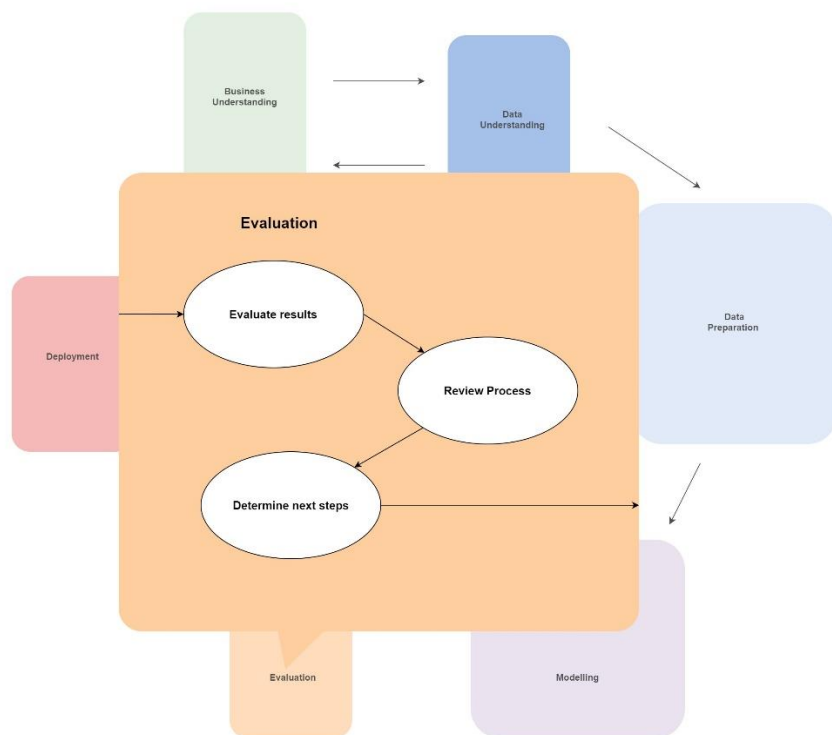 Business
Understanding
Data
Understanding
Evaluation
Evaluate results
Data
Preparation
Deployment
Review Process
Determine next steps
Evaluation
Modelling